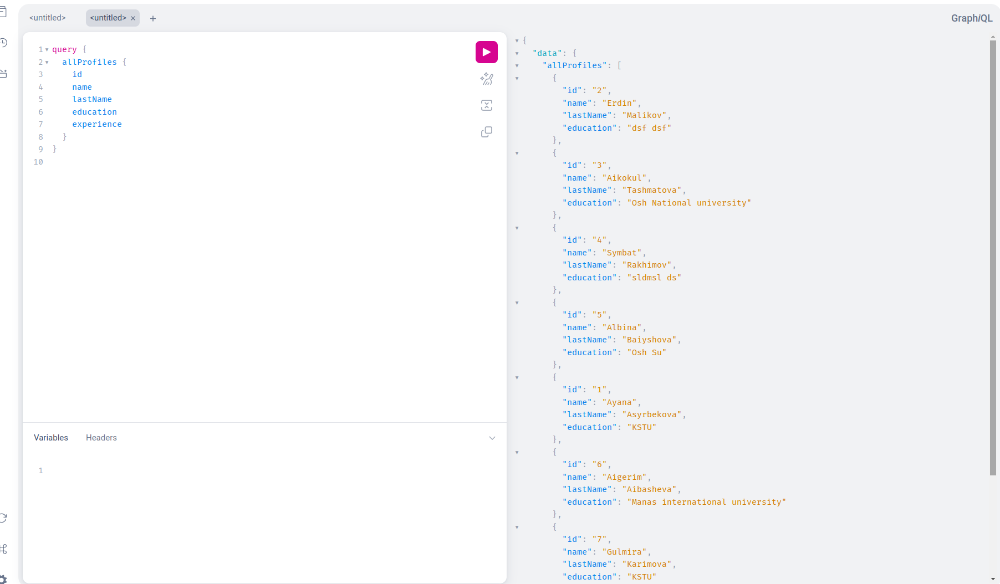 <untitled>
<untitled> ×
+
GraphiQL
1 query {
2 allProfiles {
3 id
4 name
5 lastName
6 education
7 experience
8 }
9 }
10
Variables Headers
1
{
"data": {
"allProfiles": [
{
"id": "2",
"name": "Erdin",
"lastName": "Malikov",
"education": "dsf dsf"
},
{
"id": "3",
"name": "Aikokul",
"lastName": "Tashmatova",
"education": "Osh National university"
},
{
"id": "4",
"name": "Symbat",
"lastName": "Rakhimov",
"education": "sldmsl ds"
},
{
"id": "5",
"name": "Albina",
"lastName": "Baiyshova",
"education": "Osh Su"
},
{
"id": "1",
"name": "Ayana",
"lastName": "Asyrbekova",
"education": "KSTU"
},
{
"id": "6",
"name": "Aigerim",
"lastName": "Aibasheva",
"education": "Manas international university"
},
{
"id": "7",
"name": "Gulmira",
"lastName": "Karimova",
"education": "KSTU"